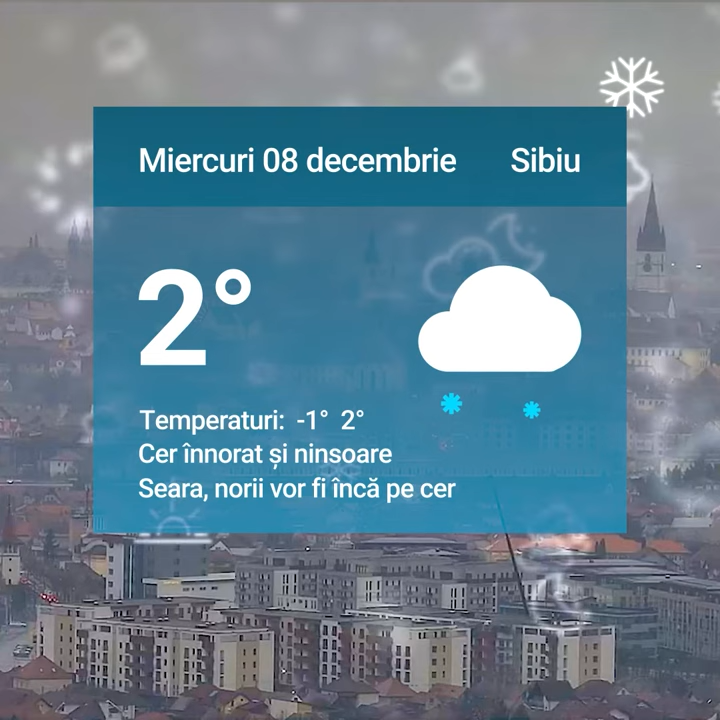 Miercuri 08 decembrie Sibiu
2°
Temperaturi: -1° 2°
Cer înnorat și ninsoare
Seara, norii vor fi încă pe cer